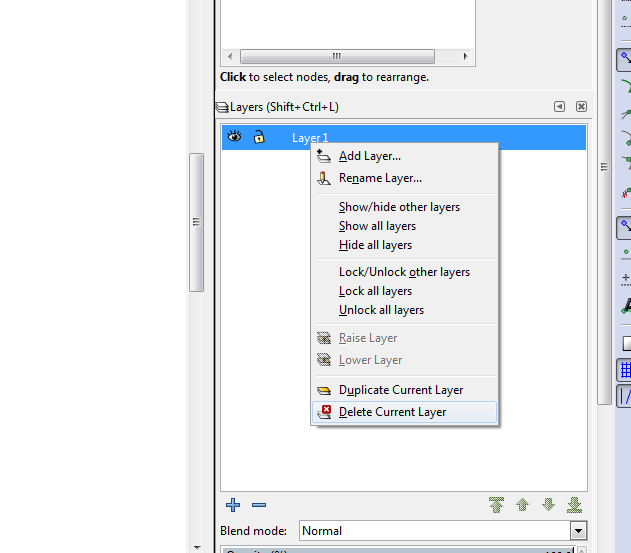 Click to select nodes, drag to rearrange.
Layers (Shift+Ctrl+L)
Layer 1
Add Layer...
Rename Layer...
Show/hide other layers
Show all layers
Hide all layers
Lock/Unlock other layers
Lock all layers
Unlock all layers
Raise Layer
Lower Layer
Duplicate Current Layer
Delete Current Layer
Blend mode: Normal